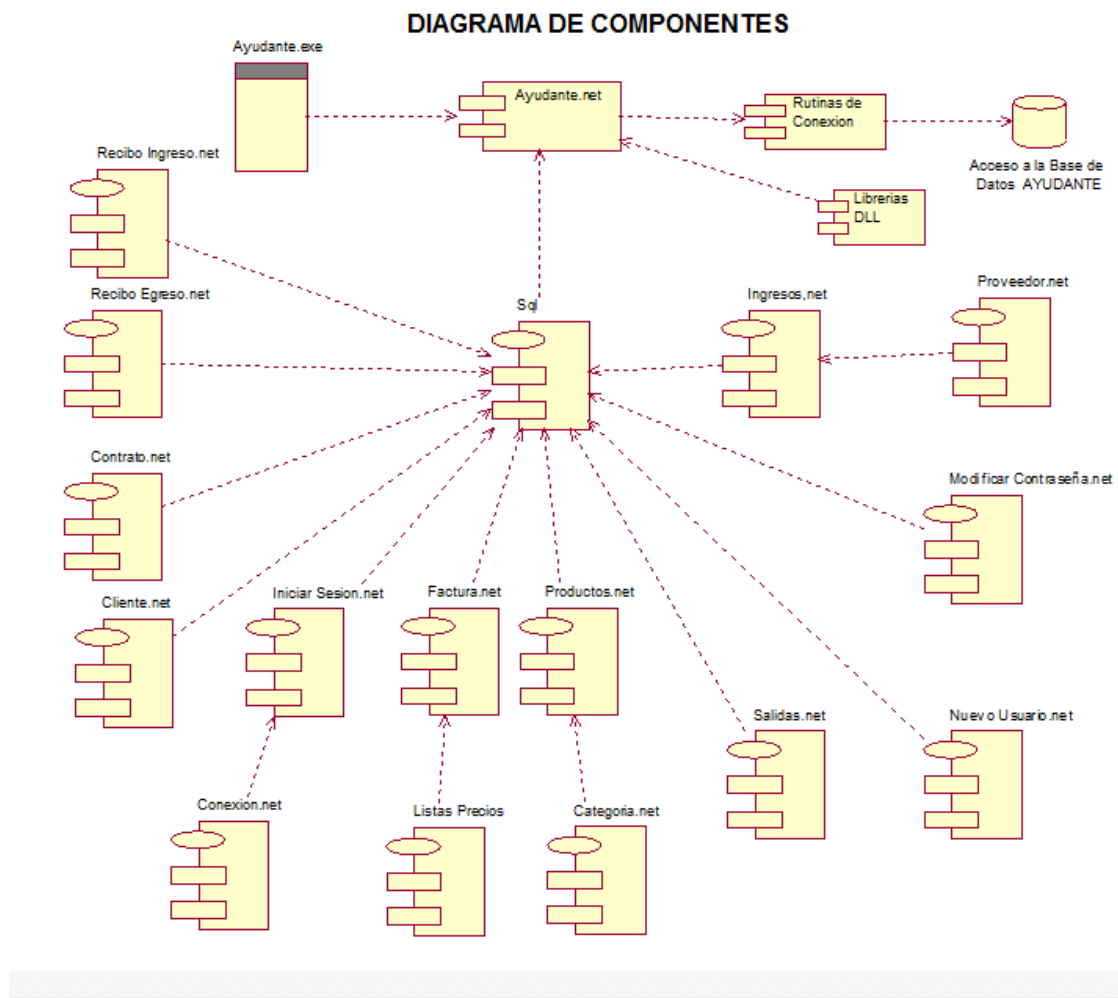 DIAGRAMA DE COMPONENTES
Ayudante.exe
Ayudante.net
Rutinas de
Conexion
Acceso a la Base de
Datos AYUDANTE
Recibo Ingreso.net
Librerias
DLL
Recibo Egreso.net
Sql
Ingresos,net
Proveedor.net
Contrato.net
Modificar Contraseña.net
Cliente.net
Iniciar Sesion.net
Factura.net
Productos.net
Salidas.net
Nuevo Usuario.net
Conexion.net
Listas Precios
Categoria.net